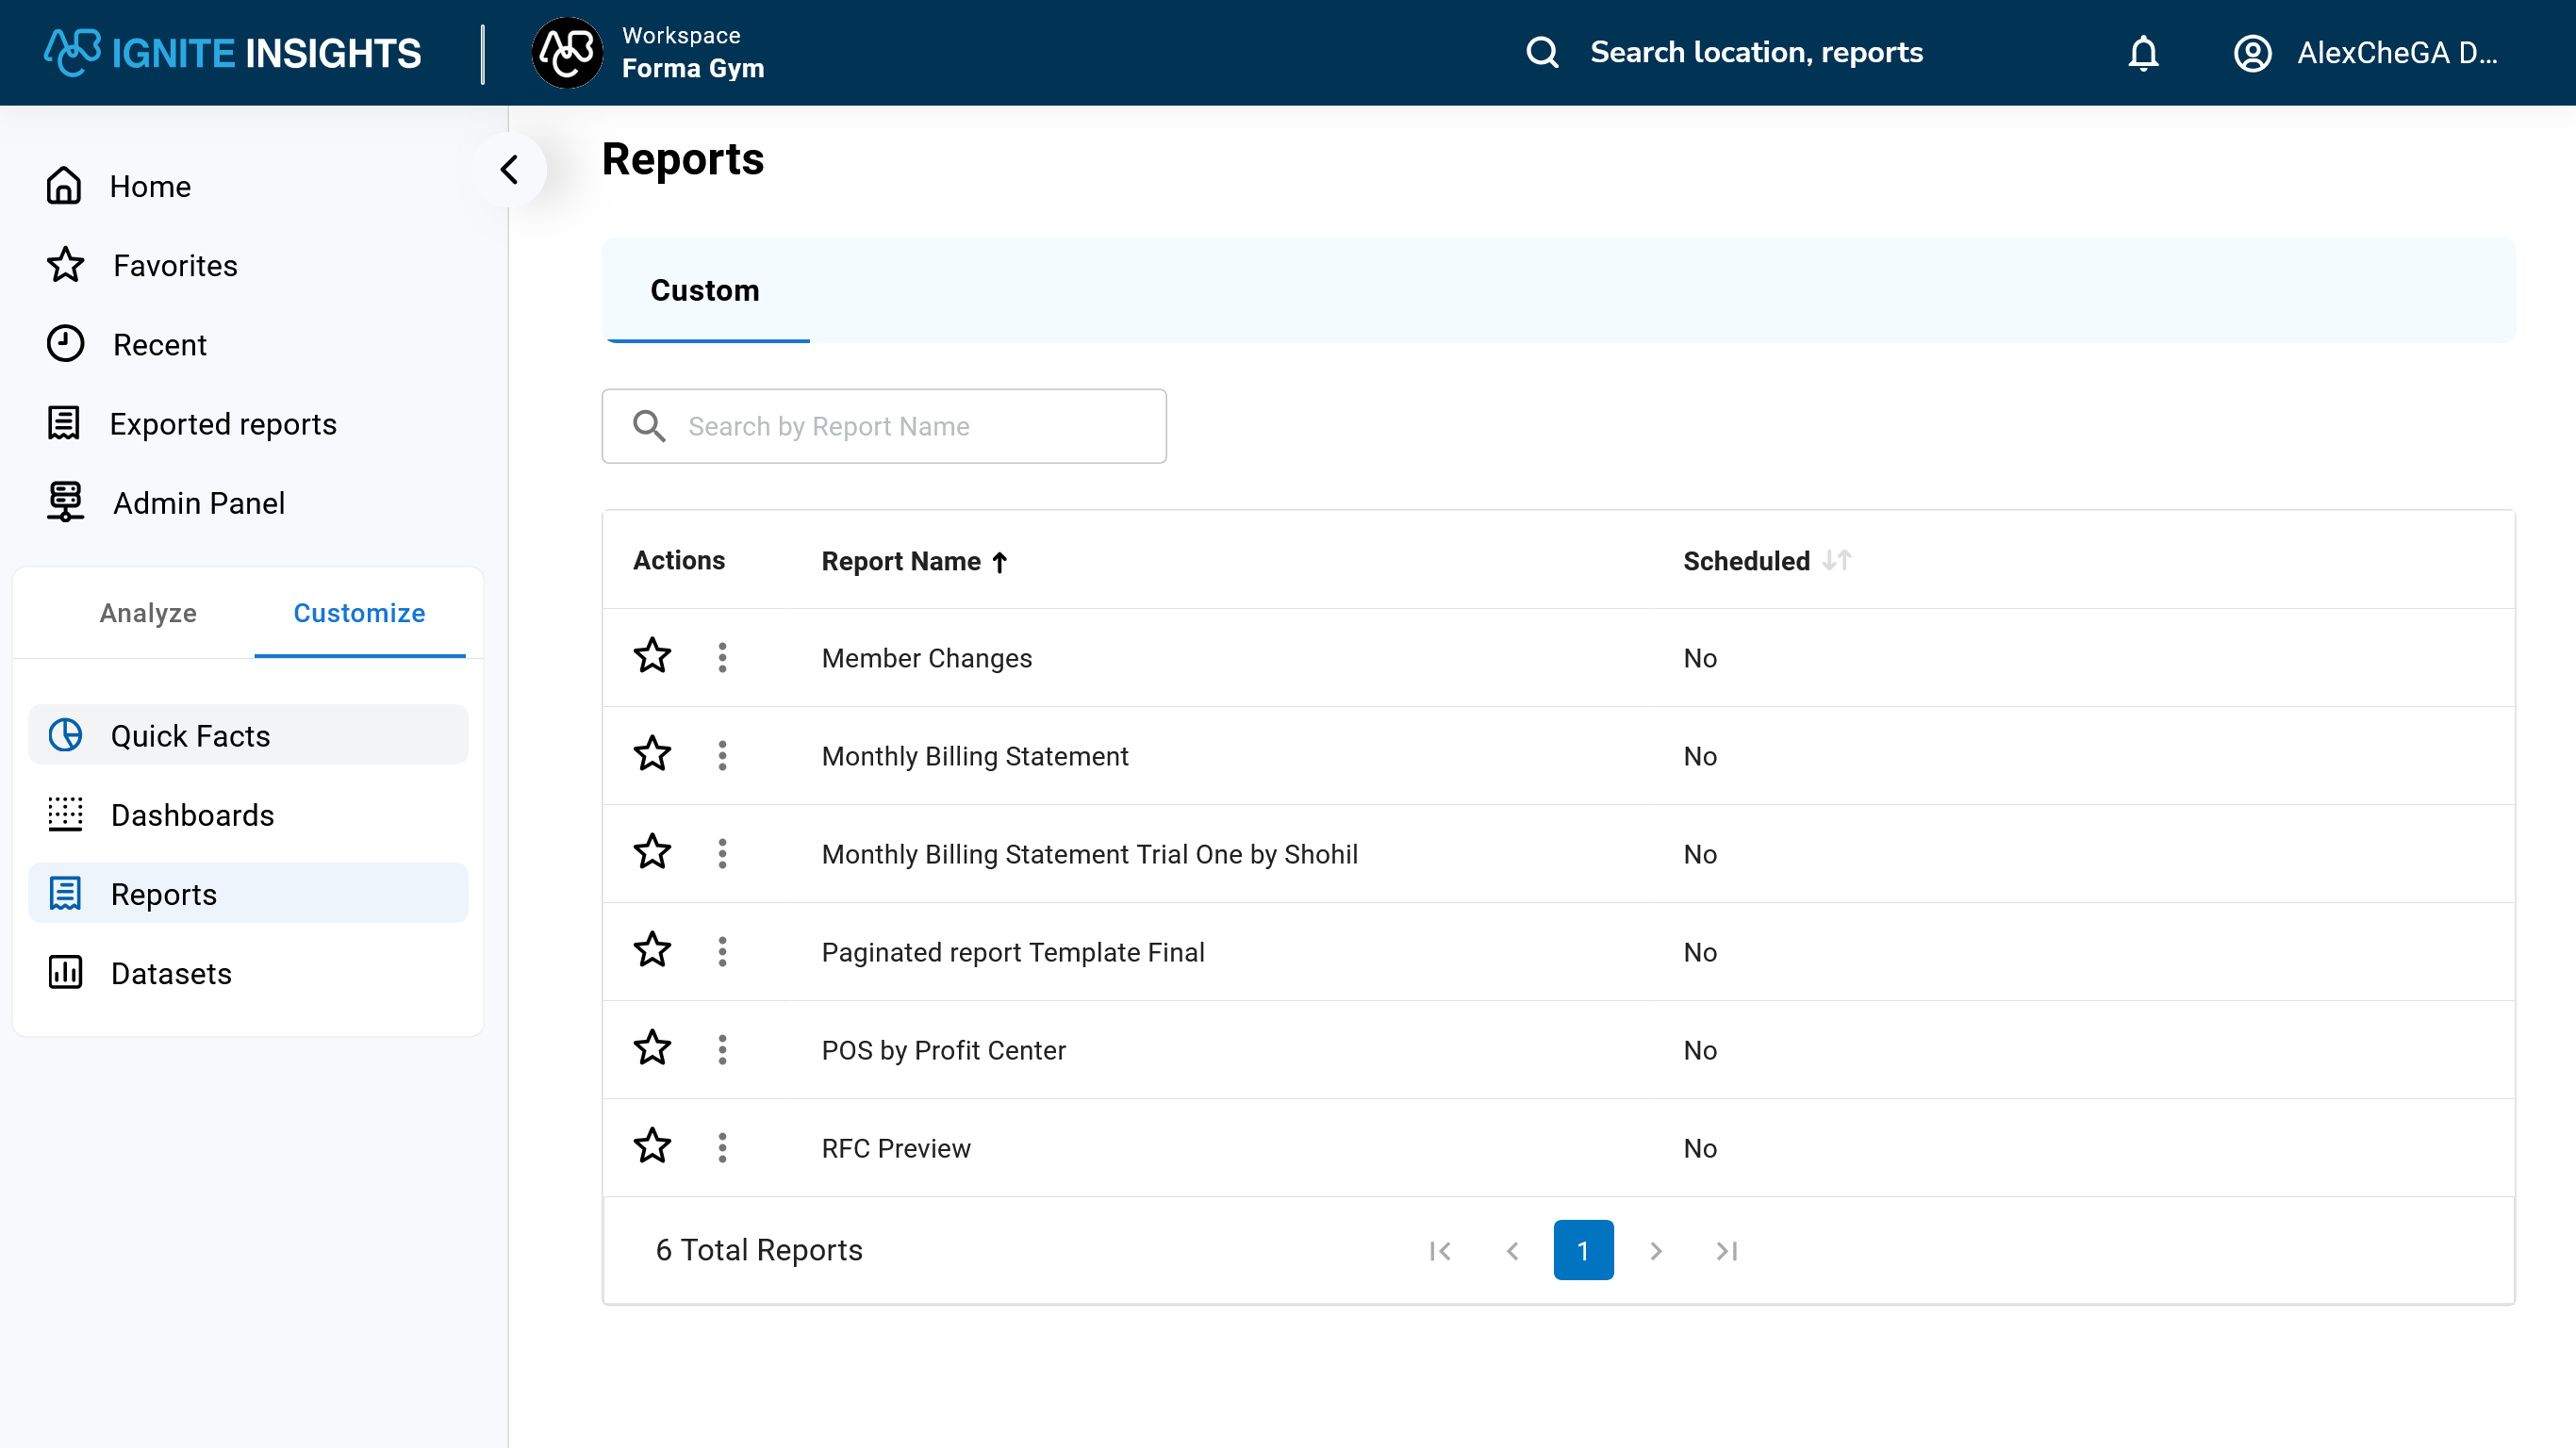 IGNITE INSIGHTS
Workspace
Forma Gym
Search location, reports
AlexCheGA D...
Home
Favorites
Recent
Exported reports
Admin Panel
Analyze
Customize
Quick Facts
Dashboards
Reports
Datasets
Reports
Custom
Search by Report Name
Actions
Report Name
Scheduled
Member Changes
No
Monthly Billing Statement
No
Monthly Billing Statement Trial One by Shohil
No
Paginated report Template Final
No
POS by Profit Center
No
RFC Preview
No
6 Total Reports
1